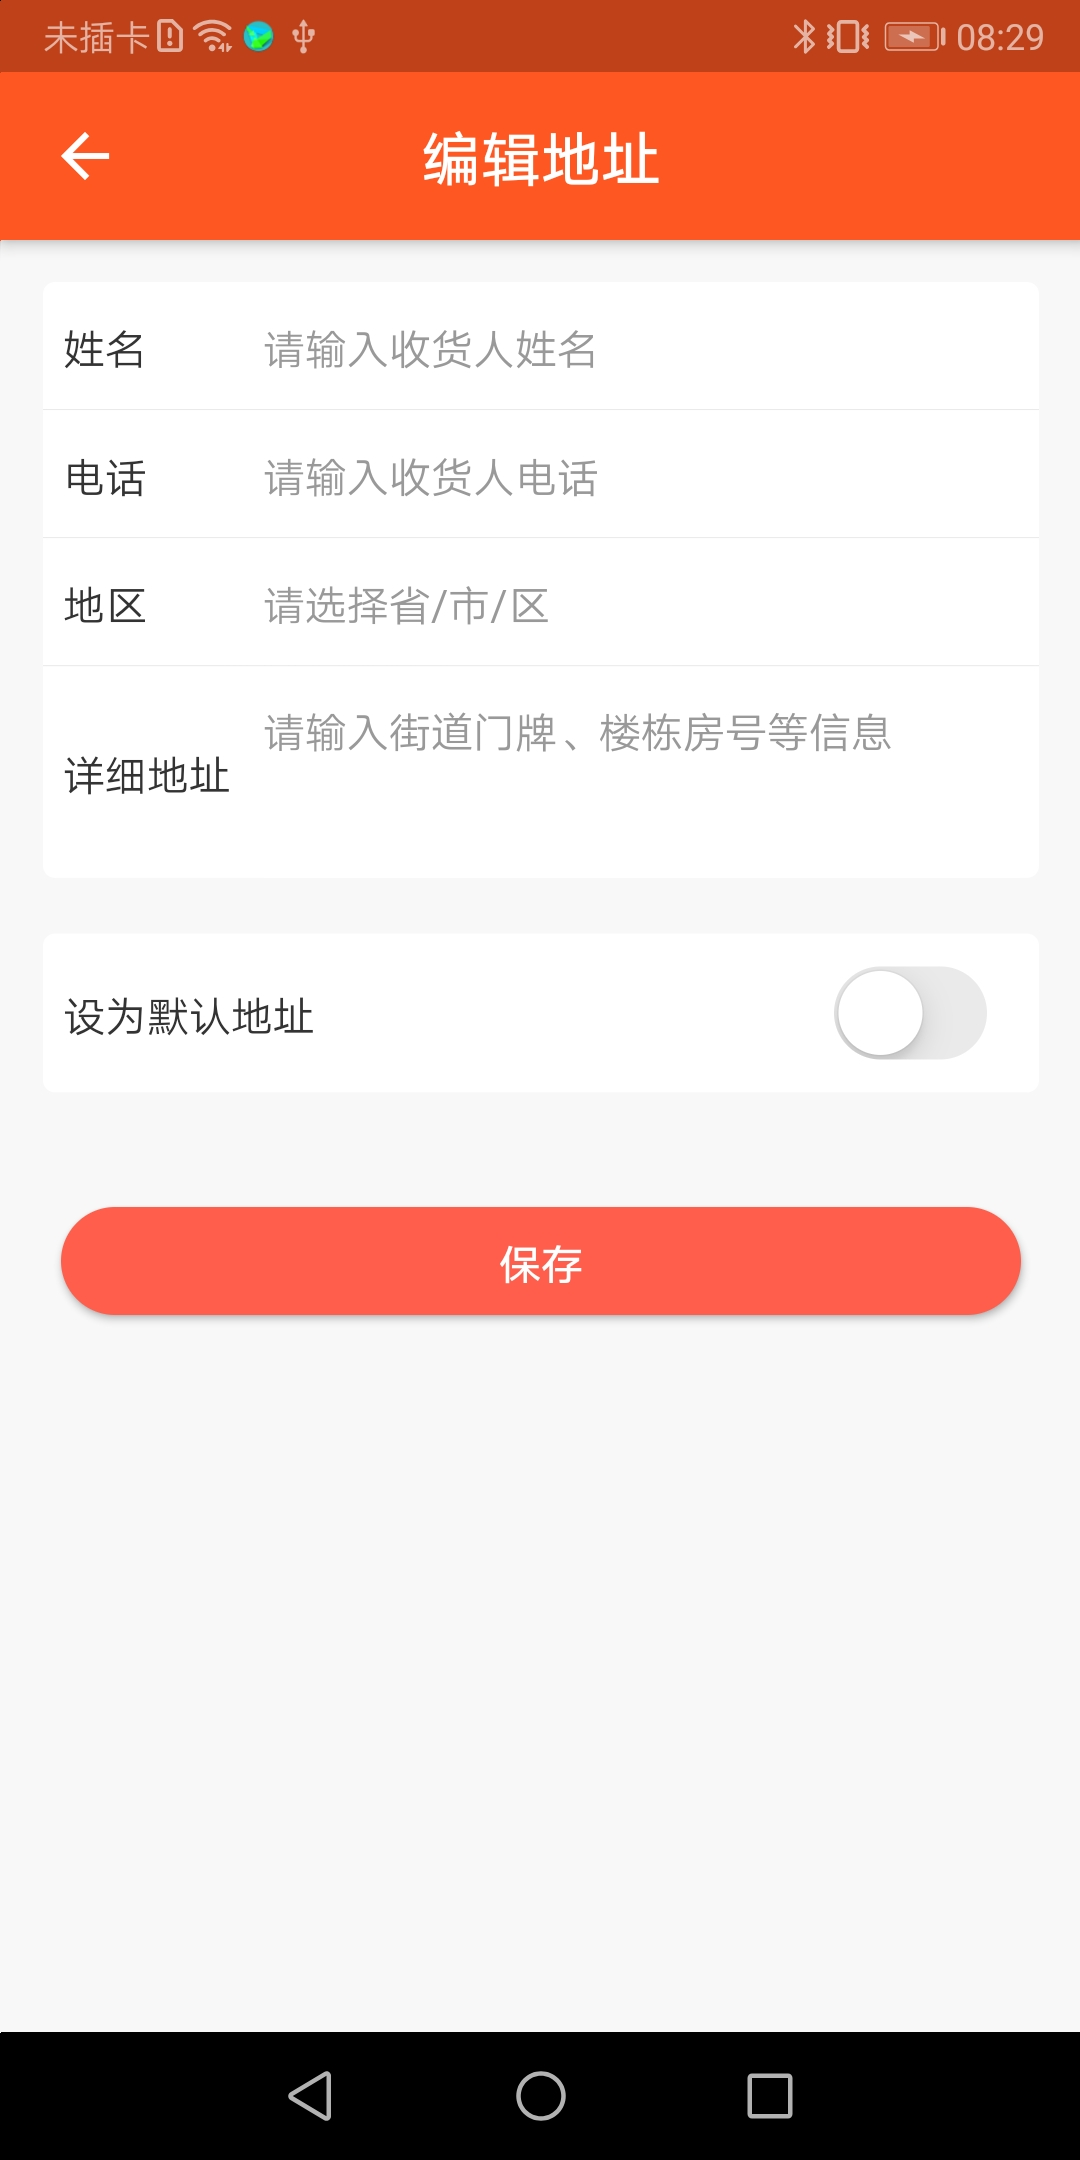 未插卡 08:29
编辑地址
姓名 请输入收货人姓名
电话 请输入收货人电话
地区 请选择省/市/区
详细地址 请输入街道门牌、楼栋房号等信息
设为默认地址
保存